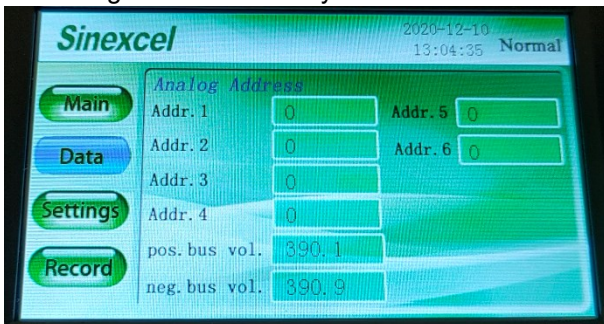 Sinexcel
2020-12-10
13:04:35 Normal
Main
Data
Settings
Record
Analog Address
Addr.1 0
Addr.5 0
Addr.2 0
Addr.6 0
Addr.3 0
Addr.4 0
pos.bus vol. 390.1
neg.bus vol. 390.9